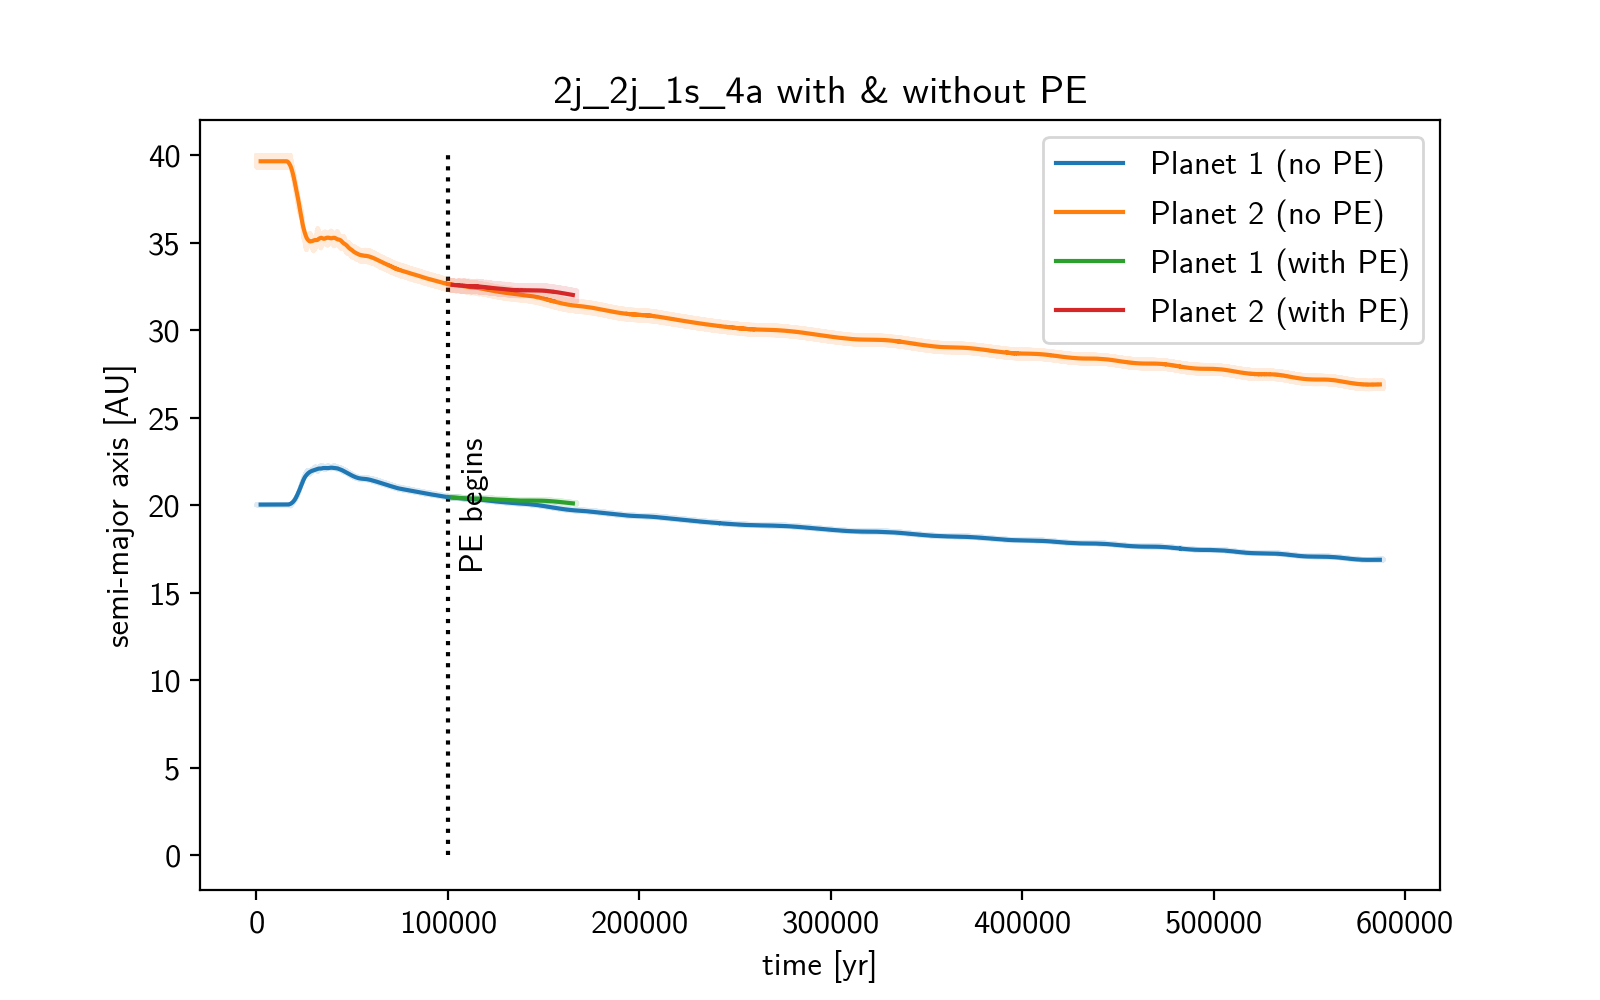 2j_2j_1s_4a with & without PE
Planet 1 (no PE)
Planet 2 (no PE)
Planet 1 (with PE)
Planet 2 (with PE)
semi-major axis [AU]
40
35
30
25
20
15
10
5
0
PE begins
0
100000
200000
300000
400000
500000
600000
time [yr]